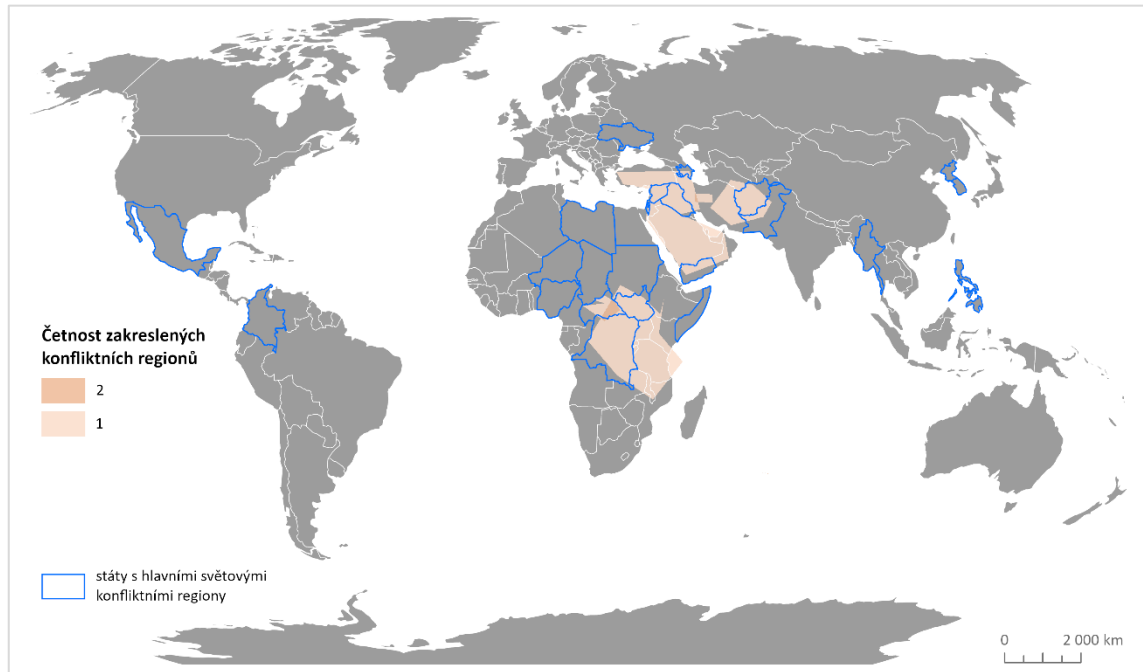 Četnost zakreslených
konfliktních regionů
2
1
státy s hlavními světovými
konfliktními regiony
0 2 000 km